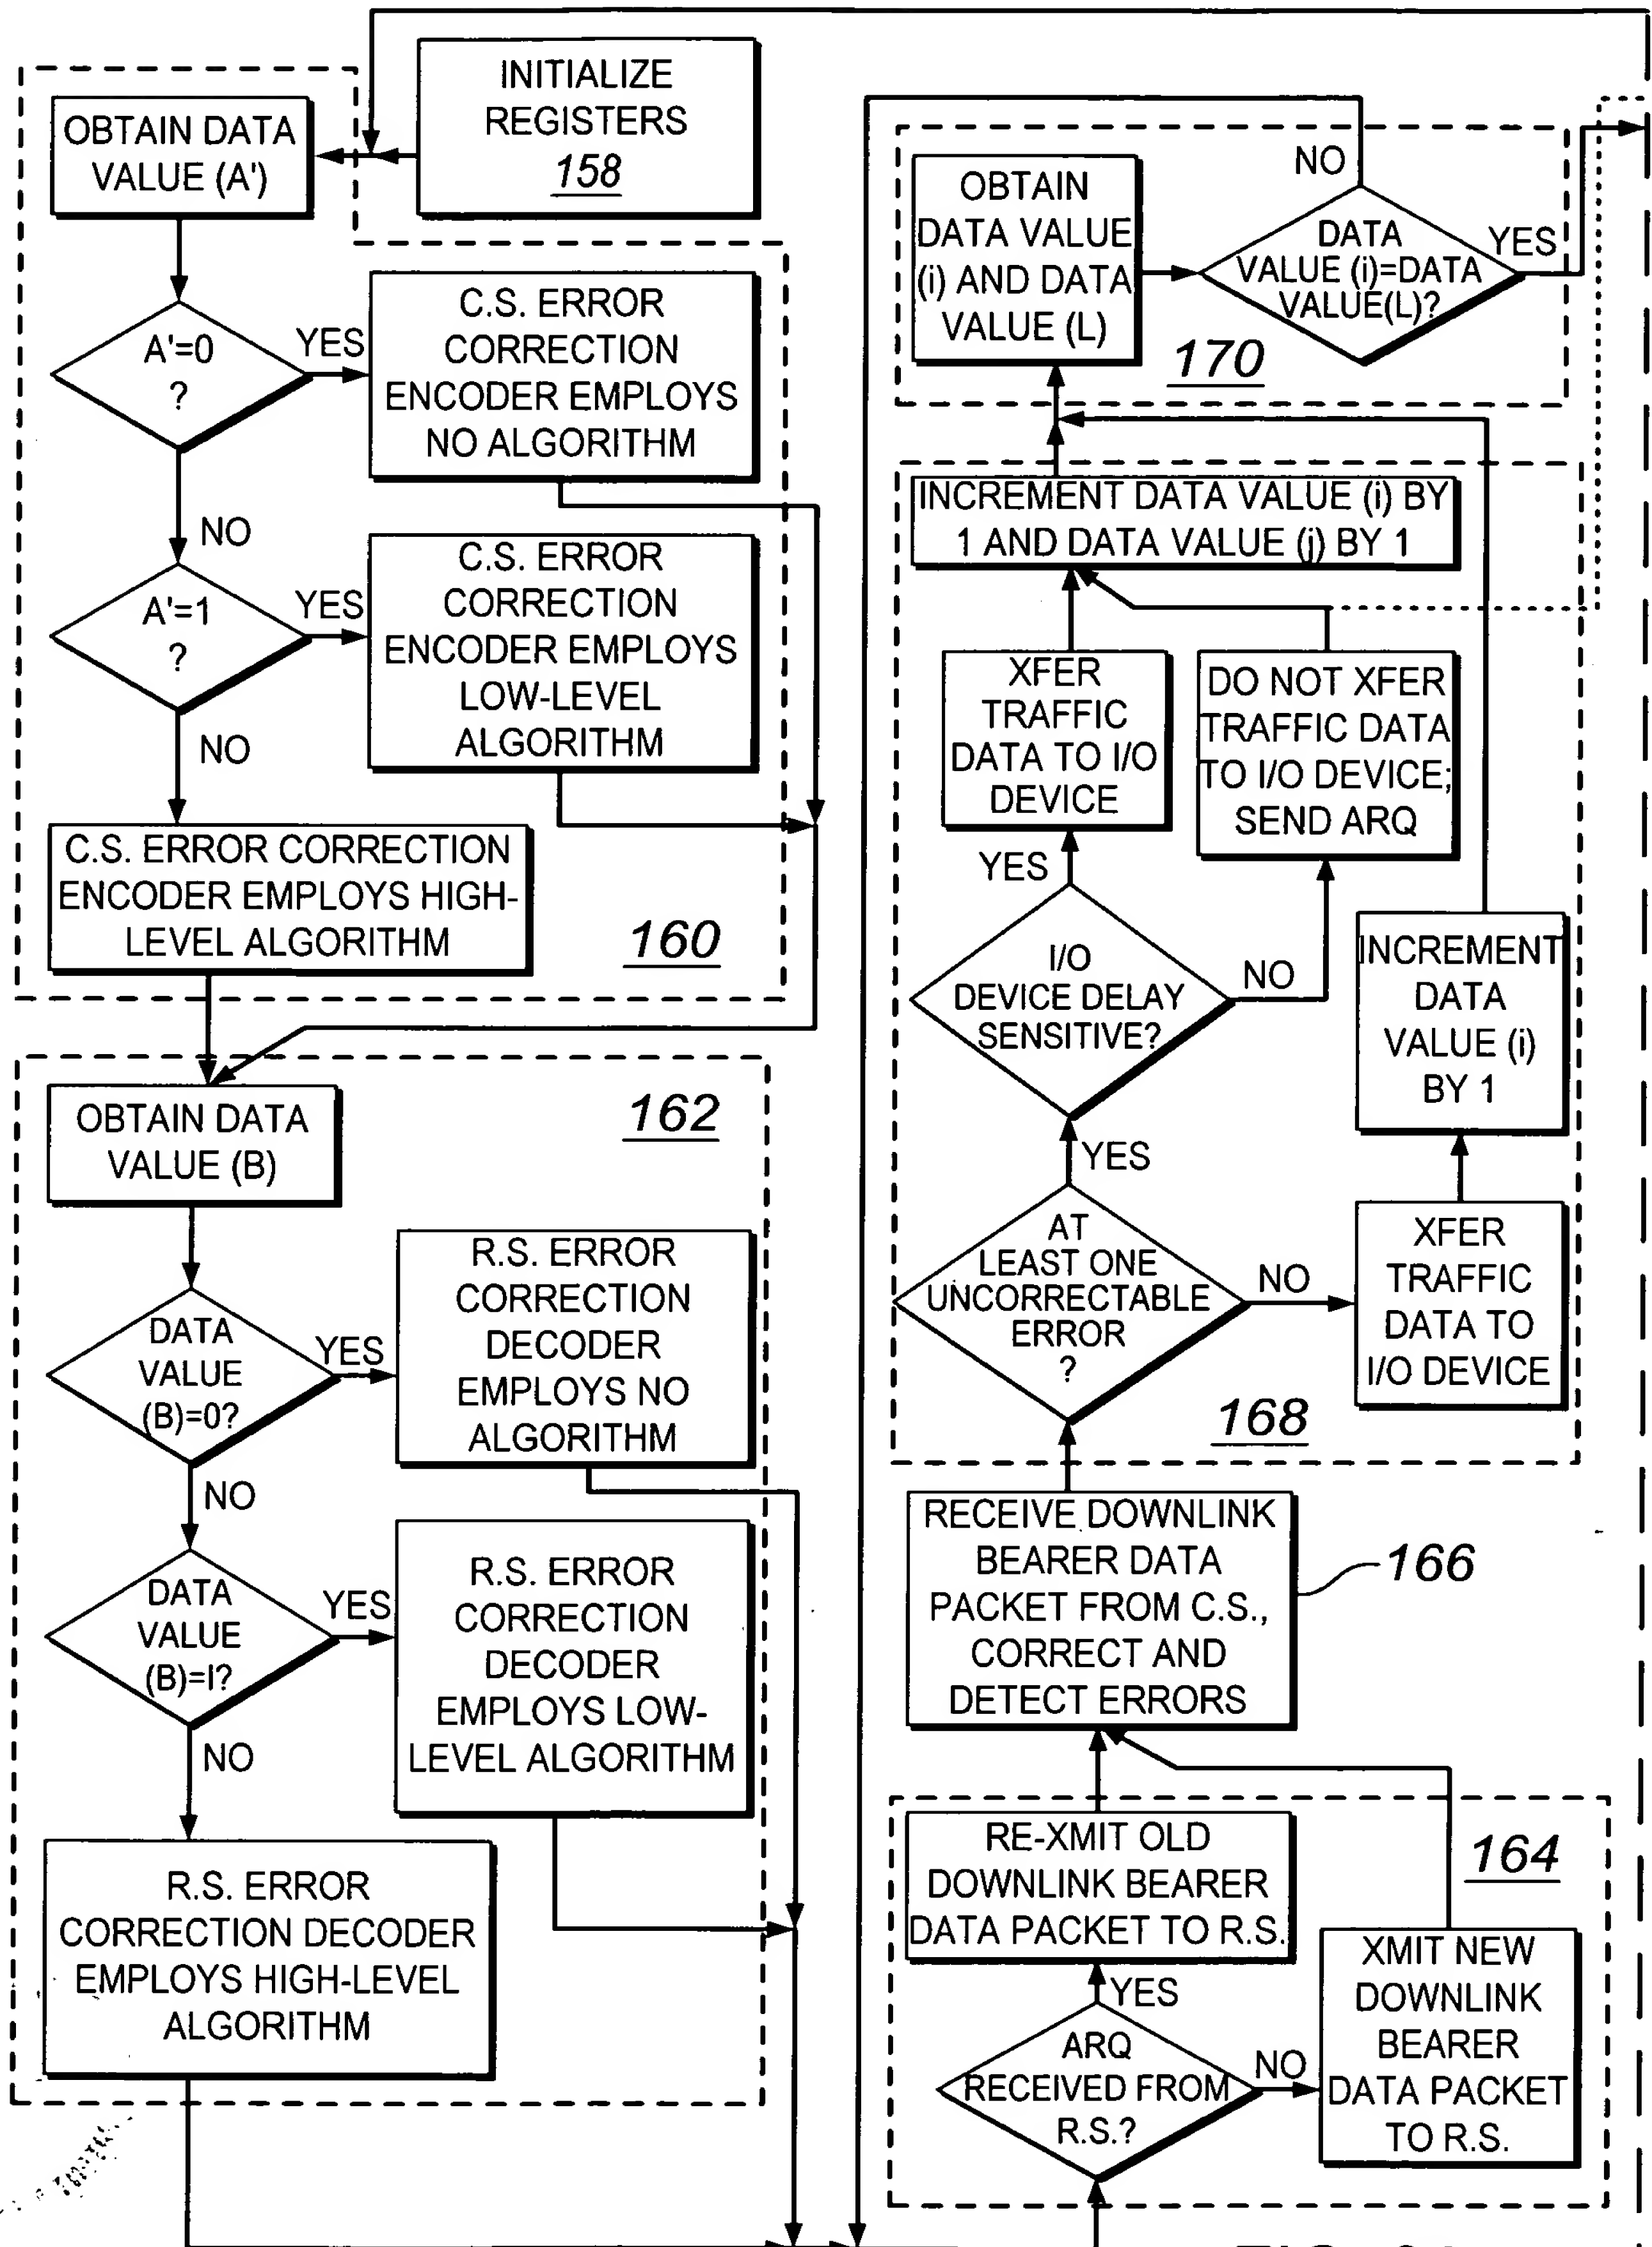 INITIALIZE
REGISTERS
158
OBTAIN DATA
VALUE (A')
A'=0
?
YES
C.S. ERROR
CORRECTION
ENCODER EMPLOYS
NO ALGORITHM
NO
A'=1
?
YES
C.S. ERROR
CORRECTION
ENCODER EMPLOYS
LOW-LEVEL
ALGORITHM
NO
C.S. ERROR CORRECTION
ENCODER EMPLOYS HIGH-
LEVEL ALGORITHM
160
162
OBTAIN DATA
VALUE (B)
DATA
VALUE
(B)=0?
YES
R.S. ERROR
CORRECTION
DECODER
EMPLOYS NO
ALGORITHM
NO
DATA
VALUE
(B)=I?
YES
R.S. ERROR
CORRECTION
DECODER
EMPLOYS LOW-
LEVEL ALGORITHM
NO
R.S. ERROR
CORRECTION DECODER
EMPLOYS HIGH-LEVEL
ALGORITHM
OBTAIN
DATA VALUE
(i) AND DATA
VALUE (L)
NO
DATA
VALUE (i)=DATA
VALUE(L)?
YES
170
INCREMENT DATA VALUE (i) BY
1 AND DATA VALUE (j) BY 1
XFER
TRAFFIC
DATA TO I/O
DEVICE
DO NOT XFER
TRAFFIC DATA
TO I/O DEVICE;
SEND ARQ
YES
I/O
DEVICE DELAY
SENSITIVE?
NO
INCREMENT
DATA
VALUE (i)
BY 1
YES
AT
LEAST ONE
UNCORRECTABLE
ERROR
?
NO
XFER
TRAFFIC
DATA TO
I/O DEVICE
168
RECEIVE DOWNLINK
BEARER DATA
PACKET FROM C.S.,
CORRECT AND
DETECT ERRORS
166
RE-XMIT OLD
DOWNLINK BEARER
DATA PACKET TO R.S.
164
YES
ARQ
RECEIVED FROM
R.S.?
NO
XMIT NEW
DOWNLINK
BEARER
DATA PACKET
TO R.S.